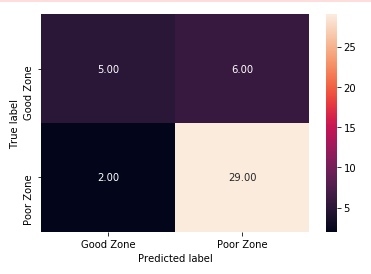 True label
Good Zone
Poor Zone
5.00
6.00
2.00
29.00
Good Zone
Poor Zone
Predicted label
25
20
15
10
5